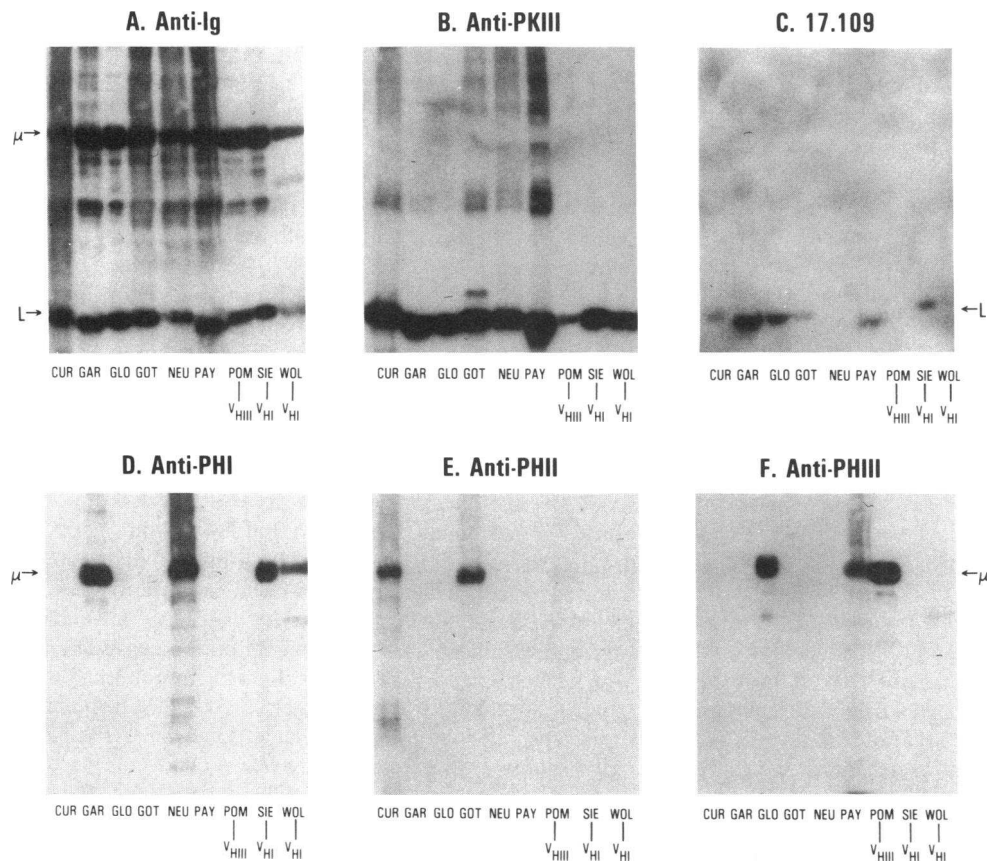 A. Anti-Ig
B. Anti-PKIII
C. 17.109
μ→
L→
←L
CUR GAR GLO GOT NEU PAY POM SIE WOL
VHIII VHI VHI
CUR GAR GLO GOT NEU PAY POM SIE WOL
VHIII VHI VHI
CUR GAR GLO GOT NEU PAY POM SIE WOL
VHIII VHI VHI
D. Anti-PHI
E. Anti-PHII
F. Anti-PHIII
μ→
←μ
CUR GAR GLO GOT NEU PAY POM SIE WOL
VHIII VHI VHI
CUR GAR GLO GOT NEU PAY POM SIE WOL
VHIII VHI VHI
CUR GAR GLO GOT NEU PAY POM SIE WOL
VHIII VHI VHI